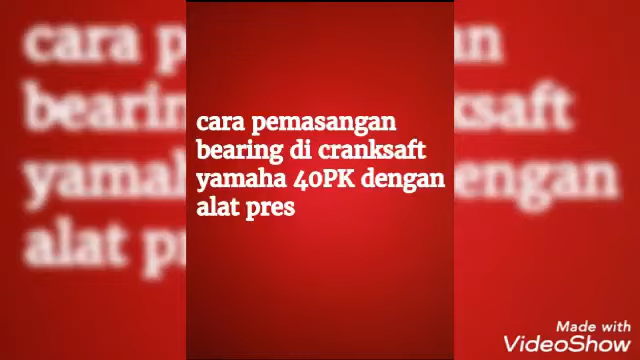 cara pemasangan
bearing di cranksaft
yamaha 40PK dengan
alat pres
Made with
VideoShow